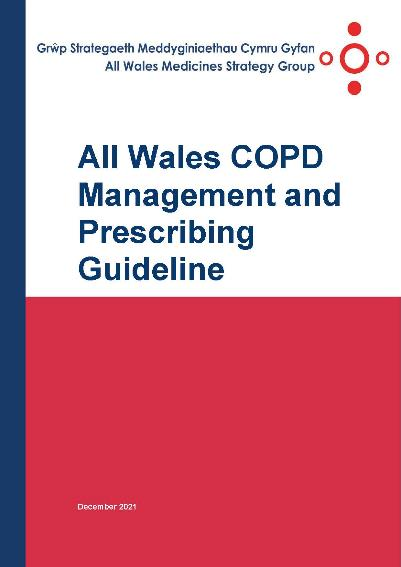 Grŵp Strategaeth Meddyginiaethau Cymru Gyfan
All Wales Medicines Strategy Group
All Wales COPD
Management and
Prescribing
Guideline
December 2021